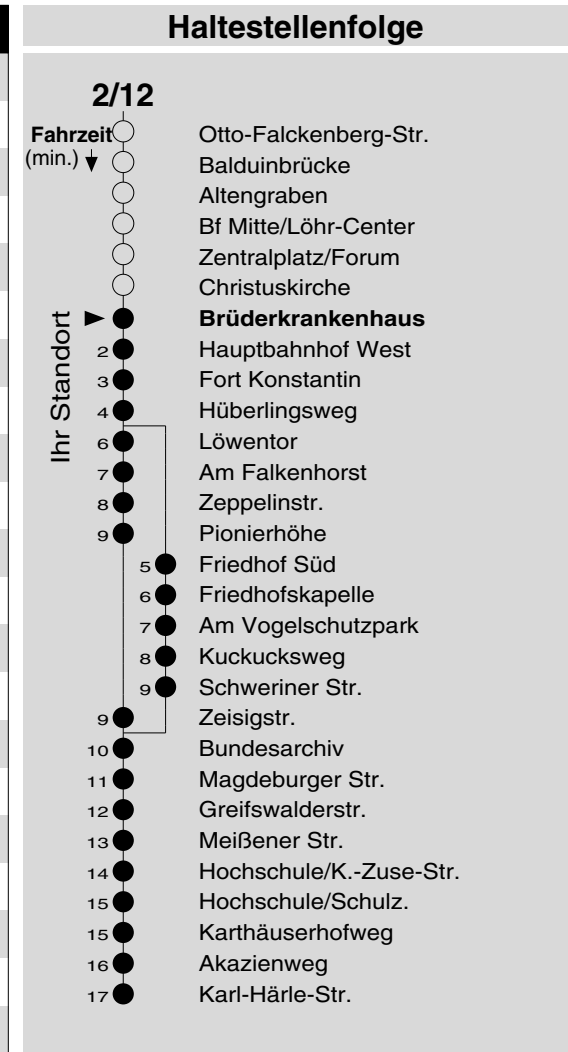 Haltestellenfolge
2/12
Fahrzeit Otto-Falckenberg-Str.
(min.) Balduinbrücke
Altengraben
Bf Mitte/Löhr-Center
Zentralplatz/Forum
Christuskirche
Ihr Standort
Brüderkrankenhaus
2 Hauptbahnhof West
3 Fort Konstantin
4 Hüberlingsweg
6 Löwentor
7 Am Falkenhorst
8 Zeppelinstr.
9 Pionierhöhe
5 Friedhof Süd
6 Friedhofskapelle
7 Am Vogelschutzpark
8 Kuckucksweg
9 Schweriner Str.
9 Zeisigstr.
10 Bundesarchiv
11 Magdeburger Str.
12 Greifswalderstr.
13 Meißener Str.
14 Hochschule/K.-Zuse-Str.
15 Hochschule/Schulz.
15 Karthäuserhofweg
16 Akazienweg
17 Karl-Härle-Str.